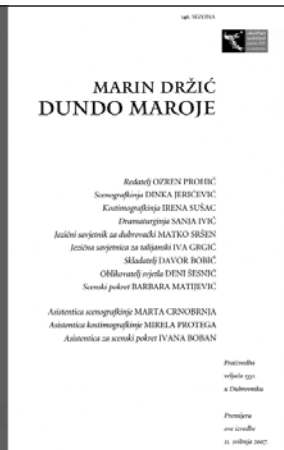 146. SEZONA
MARIN DRŽIĆ
DUNDO MAROJE
Redatelj OZREN PROHIĆ
Scenografkinja DINKA JERIČEVIĆ
Kostimografkinja IRENA SUŠAC
Dramaturginja SANJA IVIĆ
Jezični savjetnik za dubrovački MATKO SRŠEN
Jezična savjetnica za talijanski IVA GRGIĆ
Skladatelj DAVOR BOBIĆ
Oblikovatelj svjetla DENI ŠESNIĆ
Scenski pokret BARBARA MATIJEVIĆ
Asistentica scenografkinje MARTA CRNOBRNJA
Asistentica kostimografkinje MIRELA PROTEGA
Asistentica za scenski pokret IVANA BOBAN
Praizvedba
veljača 1551.
u Dubrovniku
Premijera
ove izvedbe
11. svibnja 2007.